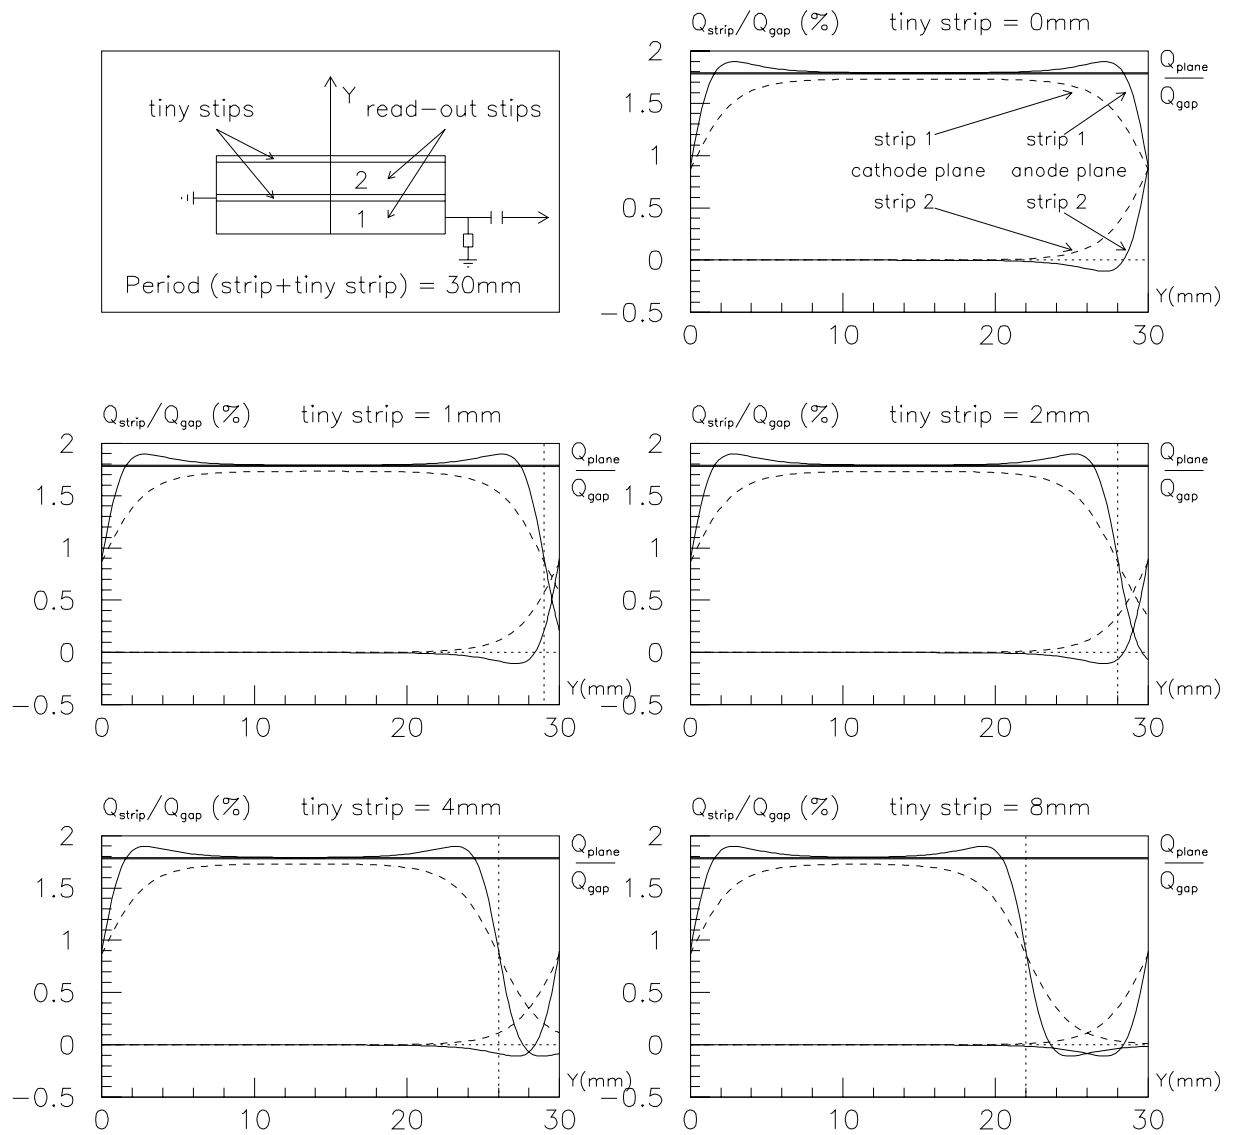 Q_strip/Q_gap (%) tiny strip = 0mm
tiny stips
Y
read-out stips
2
1
Period (strip+tiny strip) = 30mm
2
1.5
1
0.5
0
-0.5
0 10 20 30
Q_plane
Q_gap
strip 1 strip 1
cathode plane anode plane
strip 2 strip 2
Y(mm)
Q_strip/Q_gap (%) tiny strip = 1mm
2
1.5
1
0.5
0
-0.5
0 10 20 30
Q_plane
Q_gap
Y(mm)
Q_strip/Q_gap (%) tiny strip = 2mm
2
1.5
1
0.5
0
-0.5
0 10 20 30
Q_plane
Q_gap
Y(mm)
Q_strip/Q_gap (%) tiny strip = 4mm
2
1.5
1
0.5
0
-0.5
0 10 20 30
Q_plane
Q_gap
Y(mm)
Q_strip/Q_gap (%) tiny strip = 8mm
2
1.5
1
0.5
0
-0.5
0 10 20 30
Q_plane
Q_gap
Y(mm)